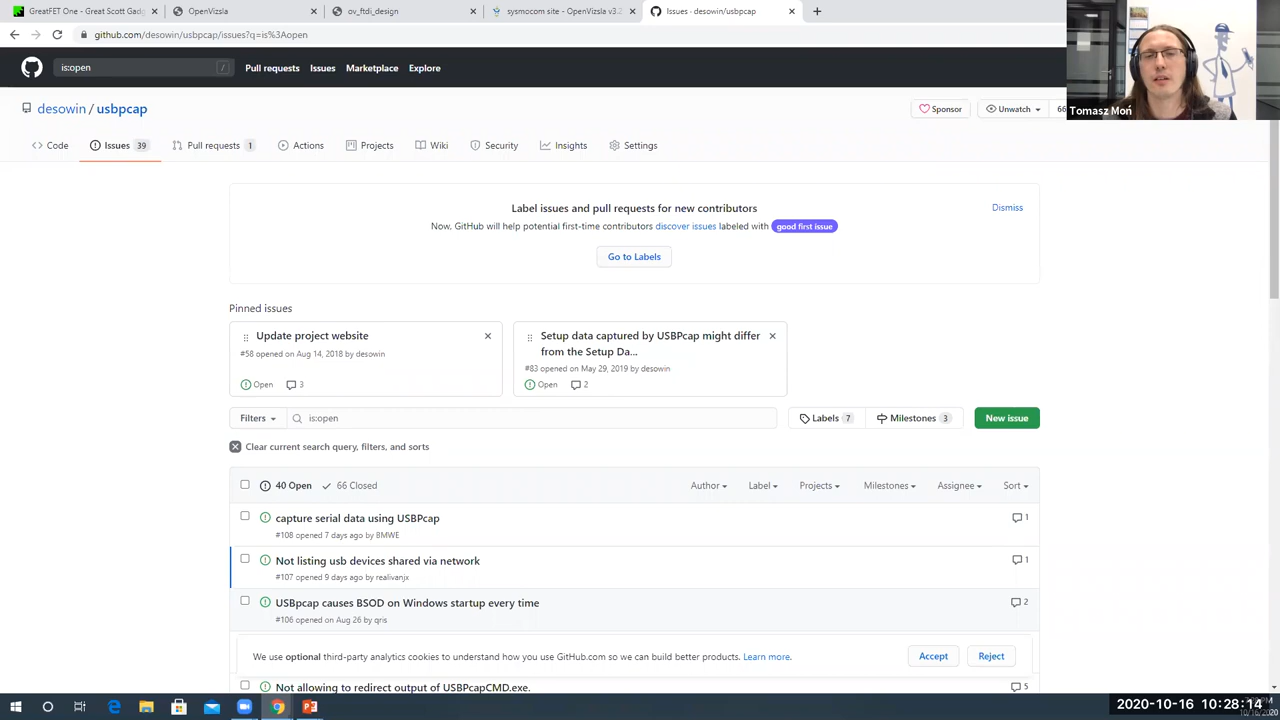 GreatFET One - Great Scott Gadg
OpenVizsla
ov_ftdi_design
sysmocom site - OpenVizsla v3.2
Issues · desowin/usbpcap
github.com/desowin/usbpcap/issues?q=is%3Aopen
is:open
/
Pull requests
Issues
Marketplace
Explore
Tomasz Moń
desowin / usbpcap
Sponsor
Unwatch
66
Code
Issues 39
Pull requests 1
Actions
Projects
Wiki
Security
Insights
Settings
Label issues and pull requests for new contributors
Dismiss
Now, GitHub will help potential first-time contributors discover issues labeled with good first issue
Go to Labels
Pinned issues
Update project website
#58 opened on Aug 14, 2018 by desowin
Open 3
Setup data captured by USBPcap might differ
from the Setup Da...
#83 opened on May 29, 2019 by desowin
Open 2
Filters
is:open
Labels 7
Milestones 3
New issue
Clear current search query, filters, and sorts
40 Open
66 Closed
Author
Label
Projects
Milestones
Assignee
Sort
capture serial data using USBPcap
1
#108 opened 7 days ago by 8MWE
Not listing usb devices shared via network
1
#107 opened 9 days ago by realivanjx
USBpcap causes BSOD on Windows startup every time
2
#106 opened on Aug 26 by qris
We use optional third-party analytics cookies to understand how you use GitHub.com so we can build better products. Learn more.
Accept
Reject
Not allowing to redirect output of USBPcapCMD.exe.
5
2020-10-16 10:28:14